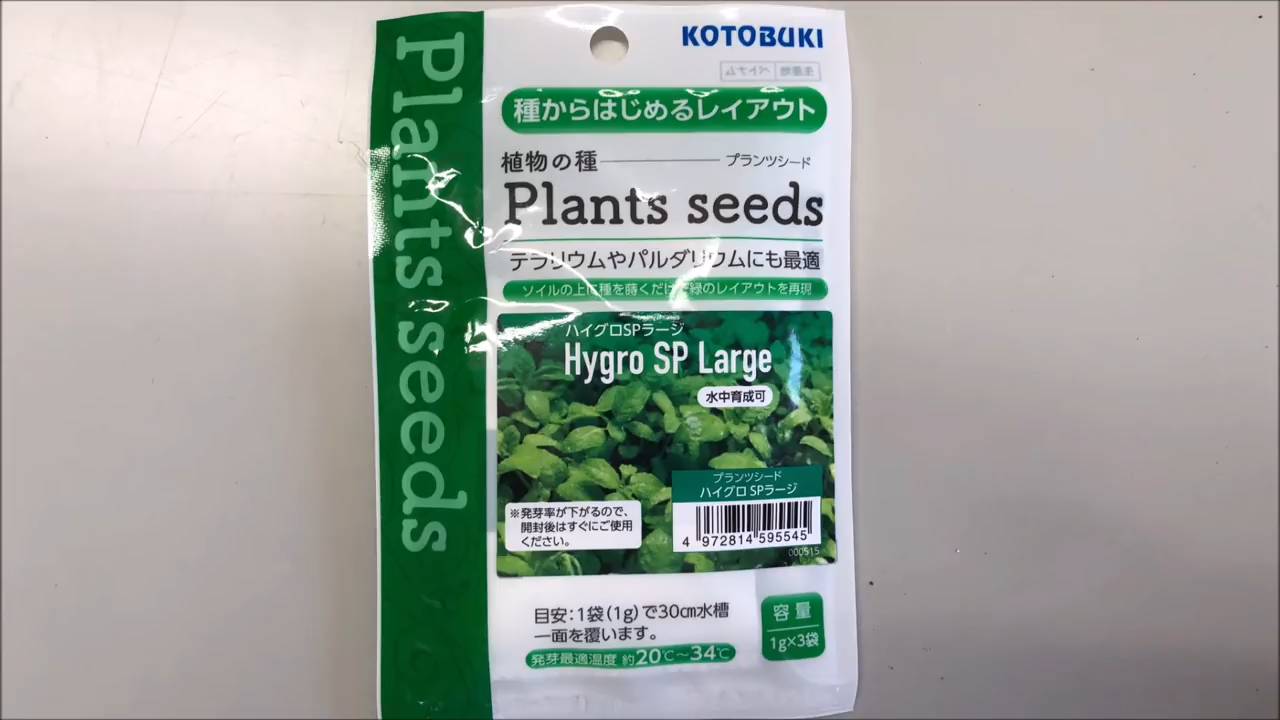 Plants seeds
KOTOBUKI
生産地 ベトナム
種からはじめるレイアウト
植物の種 プランツシード
Plants seeds
テラリウムやパルダリウムにも最適
ソイルの上に種を蒔くだけで緑のレイアウトを再現
ハイグロSPラージ
Hygro SP Large
水中育成可
プランツシード
ハイグロ SPラージ
※発芽率が下がるので、
開封後はすぐにご使用
ください。
4 972814 595545
000515
目安:1袋(1g)で30cm水槽
一面を覆います。
発芽最適温度 約20℃~34℃
容量
1g×3袋